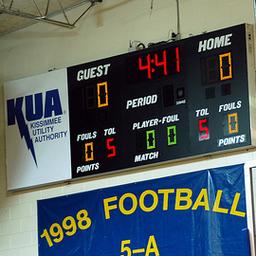 GUEST 4:41 HOME
0 0
KUA
KISSIMMEE
UTILITY
AUTHORITY
PERIOD
FOULS TOL PLAYER-FOUL TOL FOULS
0 5 0 0 5 0
POINTS MATCH POINTS
1998 FOOTBALL
5-A